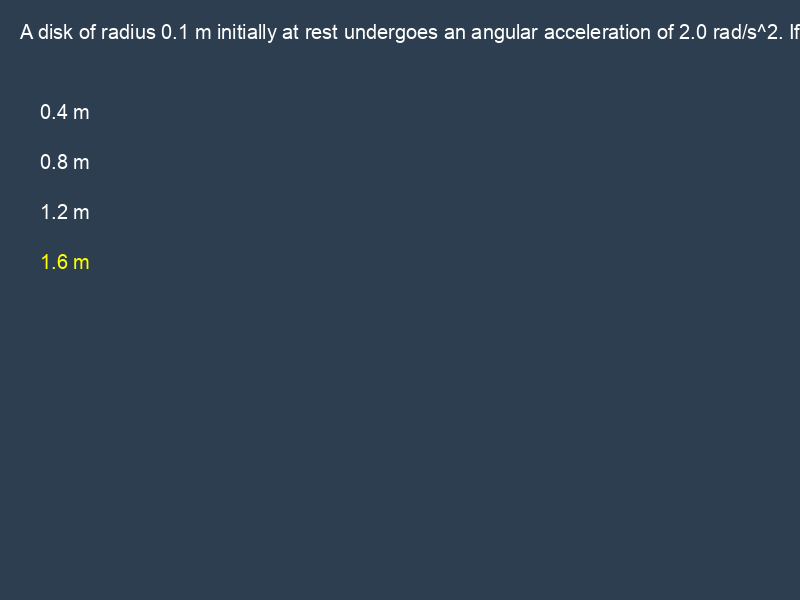 A disk of radius 0.1 m initially at rest undergoes an angular acceleration of 2.0 rad/s^2. If
0.4 m
0.8 m
1.2 m
1.6 m